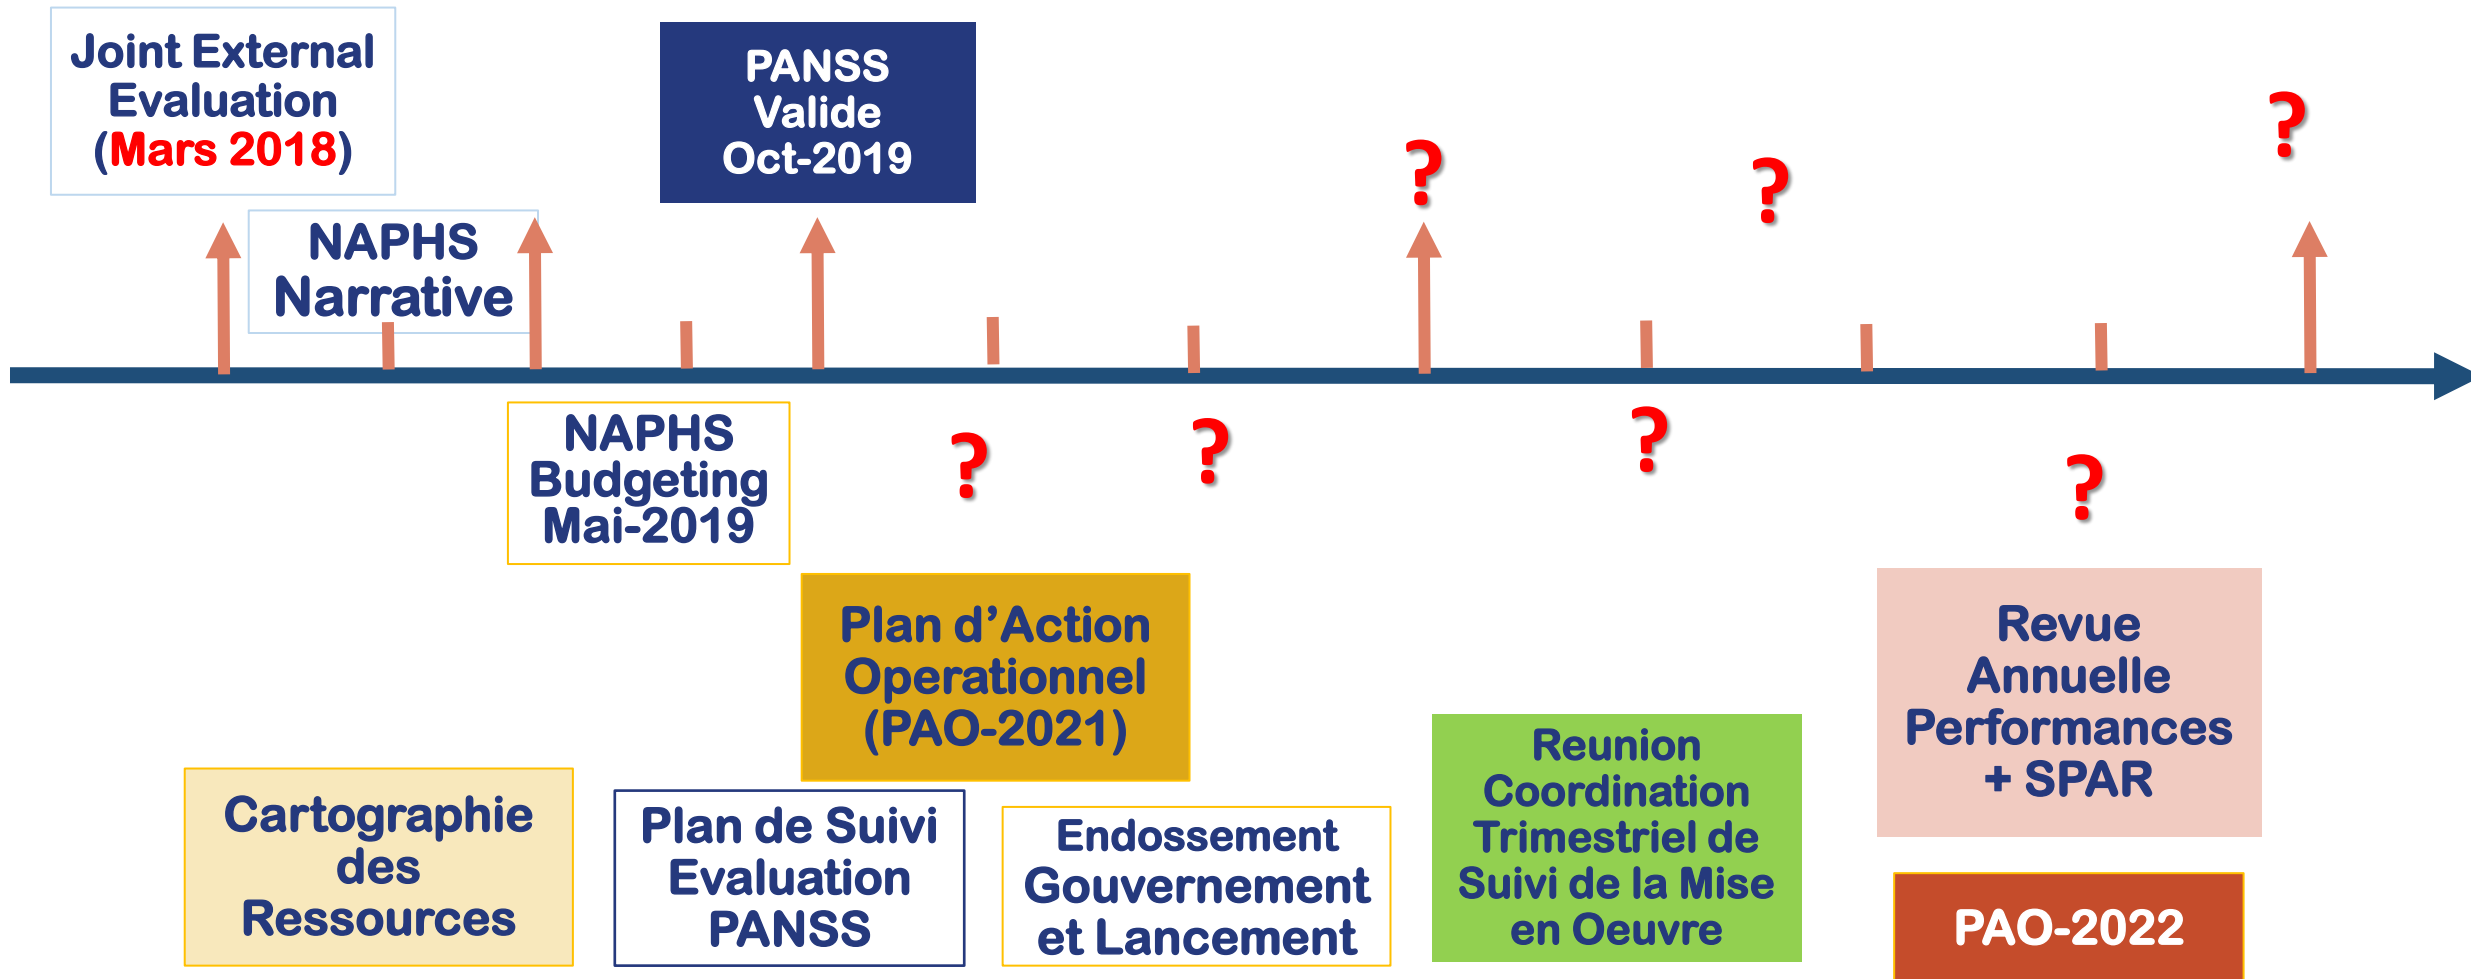 Joint External
Evaluation
(Mars 2018)
NAPHS
Narrative
PANSS
Valide
Oct-2019
?
?
?
NAPHS
Budgeting
Mai-2019
?
?
?
?
Plan d’Action
Operationnel
(PAO-2021)
Cartographie
des
Ressources
Plan de Suivi
Evaluation
PANSS
Endossement
Gouvernement
et Lancement
Reunion
Coordination
Trimestriel de
Suivi de la Mise
en Oeuvre
Revue
Annuelle
Performances
+ SPAR
PAO-2022